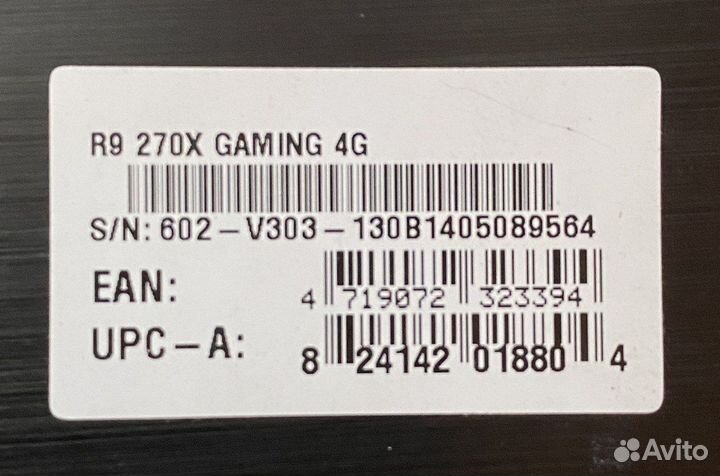 R9 270X GAMING 4G
S/N: 602-V303-130B1405089564
EAN: 4 719072 323394
UPC-A: 8 24142 01880 4
Avito